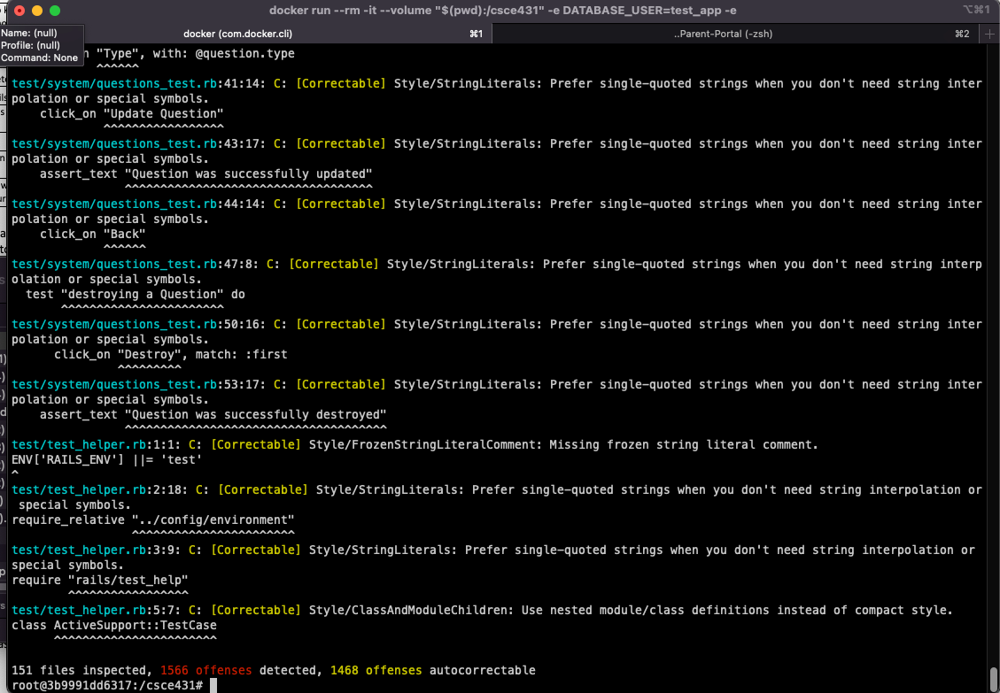 docker run --rm -it --volume "$(pwd):/csce431" -e DATABASE_USER=test_app -e
⌥⌘1
Name: (null)
Profile: (null)
Command: None
docker (com.docker.cli)
⌘1
..Parent-Portal (-zsh)
⌘2
"Type", with: @question.type
^^^^^^
test/system/questions_test.rb:41:14: C: [Correctable] Style/StringLiterals: Prefer single-quoted strings when you don't need string inter
polation or special symbols.
click_on "Update Question"
^^^^^^^^^^^^^^^^^
test/system/questions_test.rb:43:17: C: [Correctable] Style/StringLiterals: Prefer single-quoted strings when you don't need string inter
polation or special symbols.
assert_text "Question was successfully updated"
^^^^^^^^^^^^^^^^^^^^^^^^^^^^^^^^^^^
test/system/questions_test.rb:44:14: C: [Correctable] Style/StringLiterals: Prefer single-quoted strings when you don't need string inter
polation or special symbols.
click_on "Back"
^^^^^^
test/system/questions_test.rb:47:8: C: [Correctable] Style/StringLiterals: Prefer single-quoted strings when you don't need string interp
olation or special symbols.
test "destroying a Question" do
^^^^^^^^^^^^^^^^^^^^^^^
test/system/questions_test.rb:50:16: C: [Correctable] Style/StringLiterals: Prefer single-quoted strings when you don't need string inter
polation or special symbols.
click_on "Destroy", match: :first
^^^^^^^^^
test/system/questions_test.rb:53:17: C: [Correctable] Style/StringLiterals: Prefer single-quoted strings when you don't need string inter
polation or special symbols.
assert_text "Question was successfully destroyed"
^^^^^^^^^^^^^^^^^^^^^^^^^^^^^^^^^^^^^
test/test_helper.rb:1:1: C: [Correctable] Style/FrozenStringLiteralComment: Missing frozen string literal comment.
ENV['RAILS_ENV'] ||= 'test'
^
test/test_helper.rb:2:18: C: [Correctable] Style/StringLiterals: Prefer single-quoted strings when you don't need string interpolation or
special symbols.
require_relative "../config/environment"
^^^^^^^^^^^^^^^^^^^^^^^
test/test_helper.rb:3:9: C: [Correctable] Style/StringLiterals: Prefer single-quoted strings when you don't need string interpolation or
special symbols.
require "rails/test_help"
^^^^^^^^^^^^^^^^^
test/test_helper.rb:5:7: C: [Correctable] Style/ClassAndModuleChildren: Use nested module/class definitions instead of compact style.
class ActiveSupport::TestCase
^^^^^^^^^^^^^^^^^^^^^^^
151 files inspected, 1566 offenses detected, 1468 offenses autocorrectable
root@3b9991dd6317:/csce431#